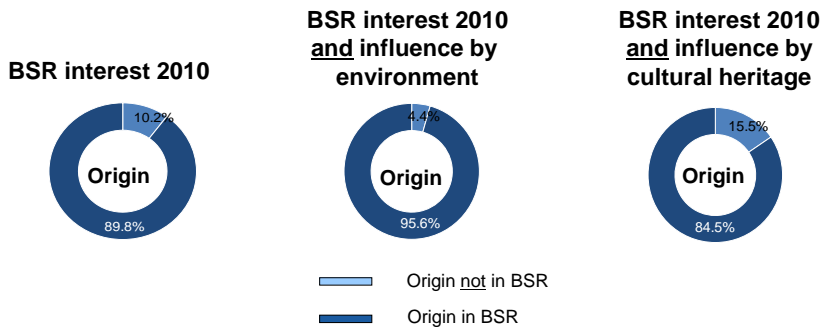 BSR interest 2010
10.2%
Origin
89.8%
BSR interest 2010
and influence by
environment
4.4%
Origin
95.6%
BSR interest 2010
and influence by
cultural heritage
15.5%
Origin
84.5%
Origin not in BSR
Origin in BSR